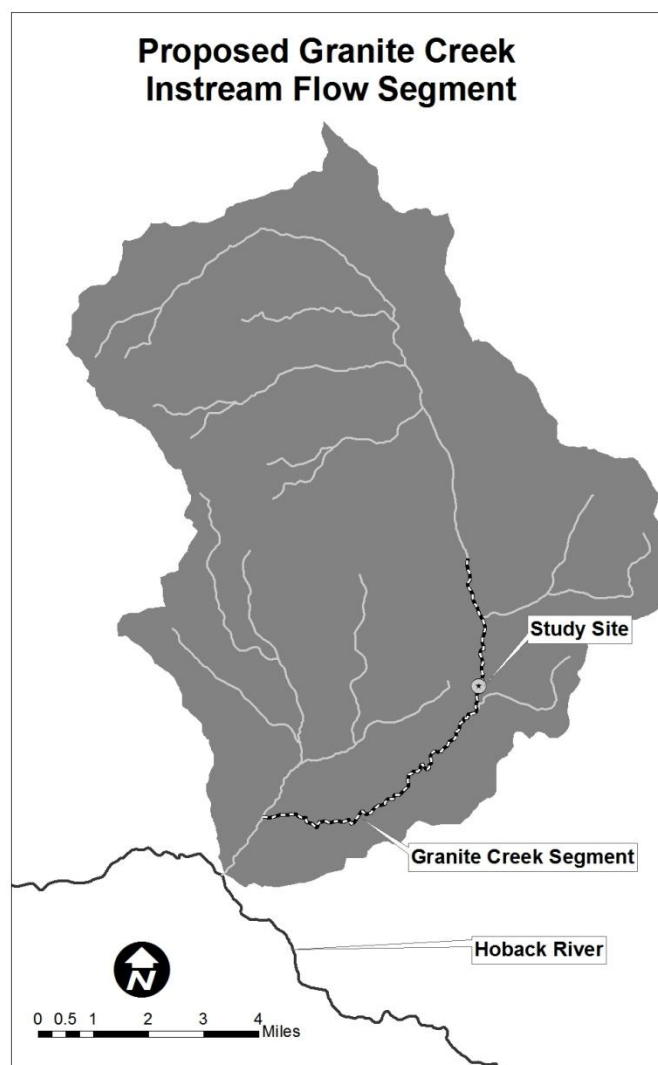 Proposed Granite Creek
Instream Flow Segment
Study Site
Granite Creek Segment
Hoback River
N
0 0.5 1 2 3 4
Miles